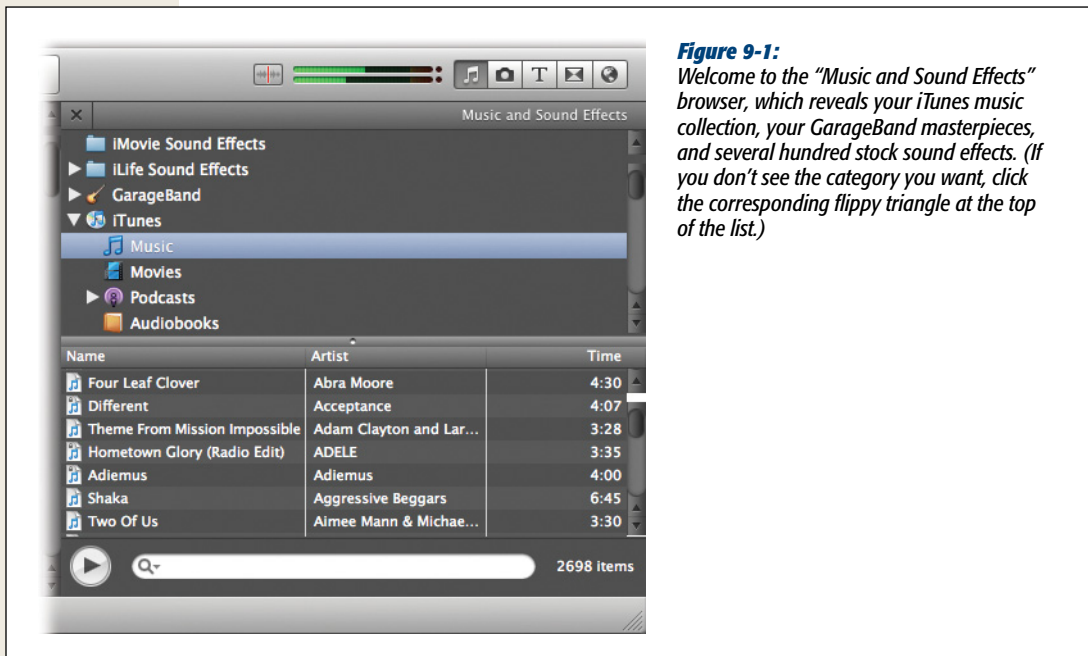 Music and Sound Effects
iMovie Sound Effects
iLife Sound Effects
GarageBand
iTunes
Music
Movies
Podcasts
Audiobooks
Name Artist Time
Four Leaf Clover Abra Moore 4:30
Different Acceptance 4:07
Theme From Mission Impossible Adam Clayton and Lar... 3:28
Hometown Glory (Radio Edit) ADELE 3:35
Adiemus Adiemus 4:00
Shaka Aggressive Beggars 6:45
Two Of Us Aimee Mann & Michae... 3:30
2698 items
Figure 9-1:
Welcome to the “Music and Sound Effects”
browser, which reveals your iTunes music
collection, your GarageBand masterpieces,
and several hundred stock sound effects. (If
you don’t see the category you want, click
the corresponding flippy triangle at the top
of the list.)